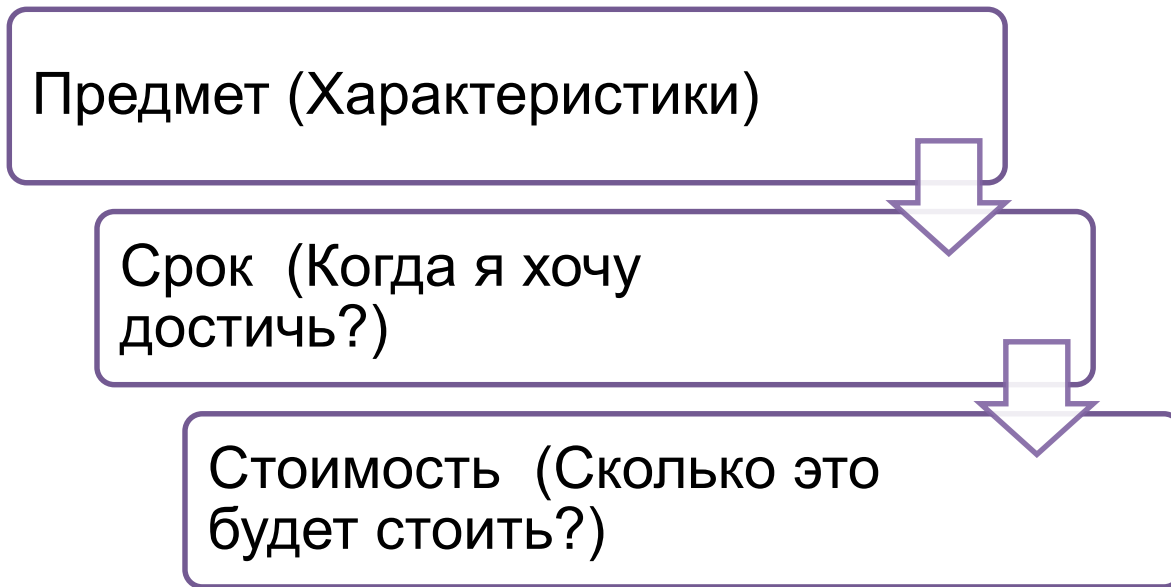 Предмет (Характеристики)
Срок  (Когда я хочу
достичь?)
Стоимость  (Сколько это
будет стоить?)